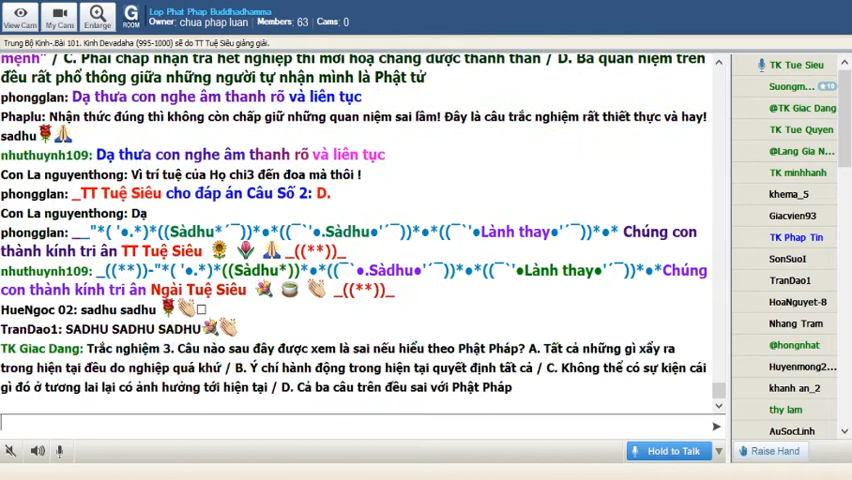 Lop Phat Phap Buddhadhamma
Owner: chua phap luan Members: 63 Cams: 0
View Cam My Cam Enlarge G ROOM
Trung Bộ Kinh-.Bài 101. Kinh Devadaha (995-1000) sẽ do TT Tuệ Siêu giảng giải.
mệnh" / C. Phải chấp nhận trả hết nghiệp thì mới hoạ chăng được thành thân / D. Ba quan niệm trên
đều rất phổ thông giữa những người tự nhận mình là Phật tử
phongglan: Dạ thưa con nghe âm thanh rõ và liên tục
Phaplu: Nhận thức đúng thì không còn chấp giữ những quan niệm sai lầm! Đây là câu trắc nghiệm rất thiết thực và hay!
sadhu
nhuthuynh109: Dạ thưa con nghe âm thanh rõ và liên tục
Con La nguyenthong: Vì trí tuệ của Họ chi3 đến đoa mà thôi !
phongglan: _TT Tuệ Siêu cho đáp án Câu Số 2: D.
Con La nguyenthong: Dạ
phongglan: __"*( '●.*)*((Sàdhu*´¯))*●*((¯`'●.Sàdhu●'´¯))*●*((¯`'●Lành thay●'´¯))*●* Chúng con
thành kính tri ân TT Tuệ Siêu _((**))_
nhuthuynh109: _((**))-"*( '●.*)*((Sàdhu*))*●*((¯`●.Sàdhu●'´¯))*●*((¯`'●Lành thay●'´¯))*●*Chúng
con thành kính tri ân Ngài Tuệ Siêu _((**))_
HueNgoc 02: sadhu sadhu
TranDao1: SADHU SADHU SADHU
TK Giac Dang: Trắc nghiệm 3. Câu nào sau đây được xem là sai nếu hiểu theo Phật Pháp? A. Tất cả những gì xẩy ra
trong hiện tại đều do nghiệp quá khứ / B. Ý chí hành động trong hiện tại quyết định tất cả / C. Không thể có sự kiện cái
gì đó ở tương lai lại có ảnh hưởng tới hiện tại / D. Cả ba câu trên đều sai với Phật Pháp
TK Tue Sieu
Suongm...
@TK Giac Dang
TK Tue Quyen
@Lang Gia N...
TK minhhanh
khema_5
Giacvien93
TK Phap Tin
SonSuoI
TranDao1
HoaNguyet-8
Nhang Tram
@hongnhat
Huyenmong2...
khanh an_2
thy lam
AuSocLinh
Hold to Talk
Raise Hand